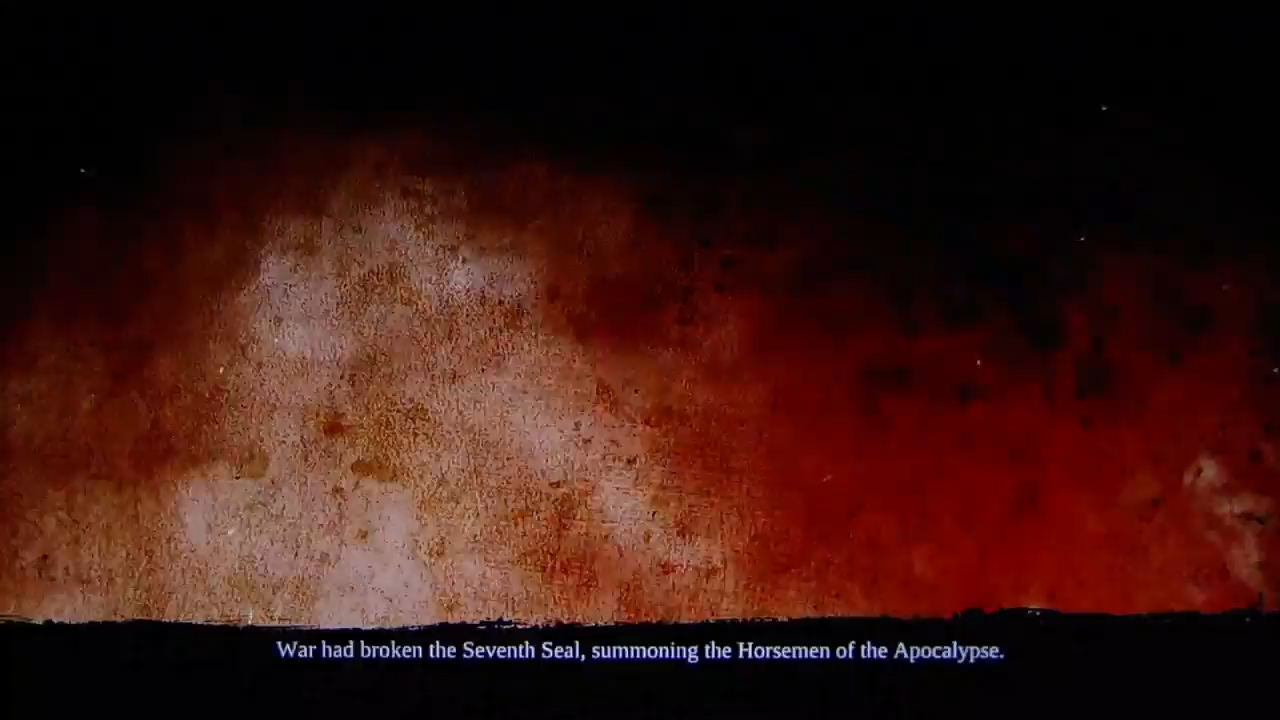 War had broken the Seventh Seal, summoning the Horsemen of the Apocalypse.